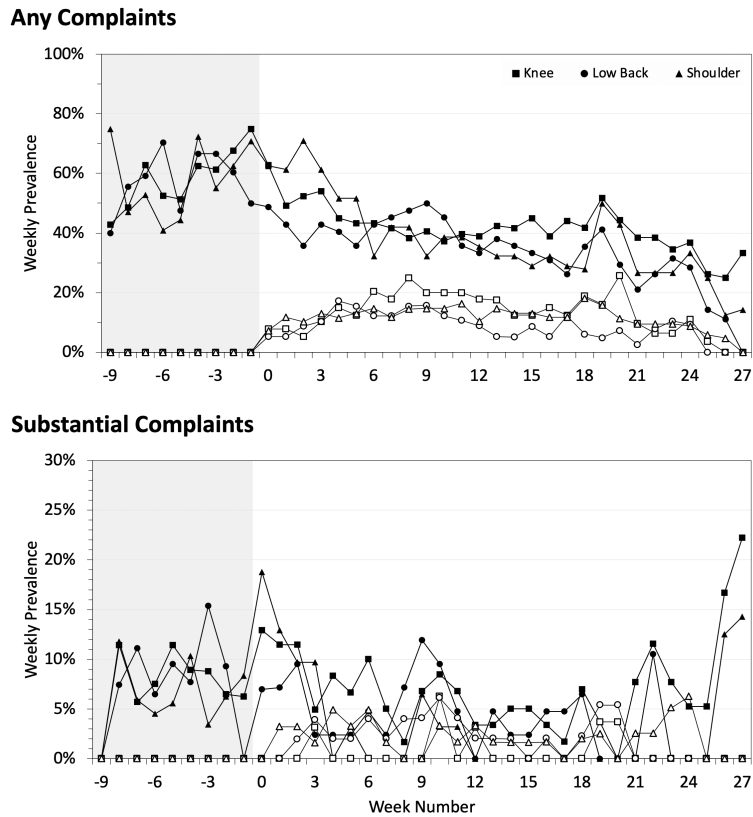 Any Complaints
100%
■ Knee ● Low Back ▲ Shoulder
80%
60%
40%
20%
0%
Weekly Prevalence
-9 -6 -3 0 3 6 9 12 15 18 21 24 27
Substantial Complaints
30%
25%
20%
15%
10%
5%
0%
Weekly Prevalence
-9 -6 -3 0 3 6 9 12 15 18 21 24 27
Week Number